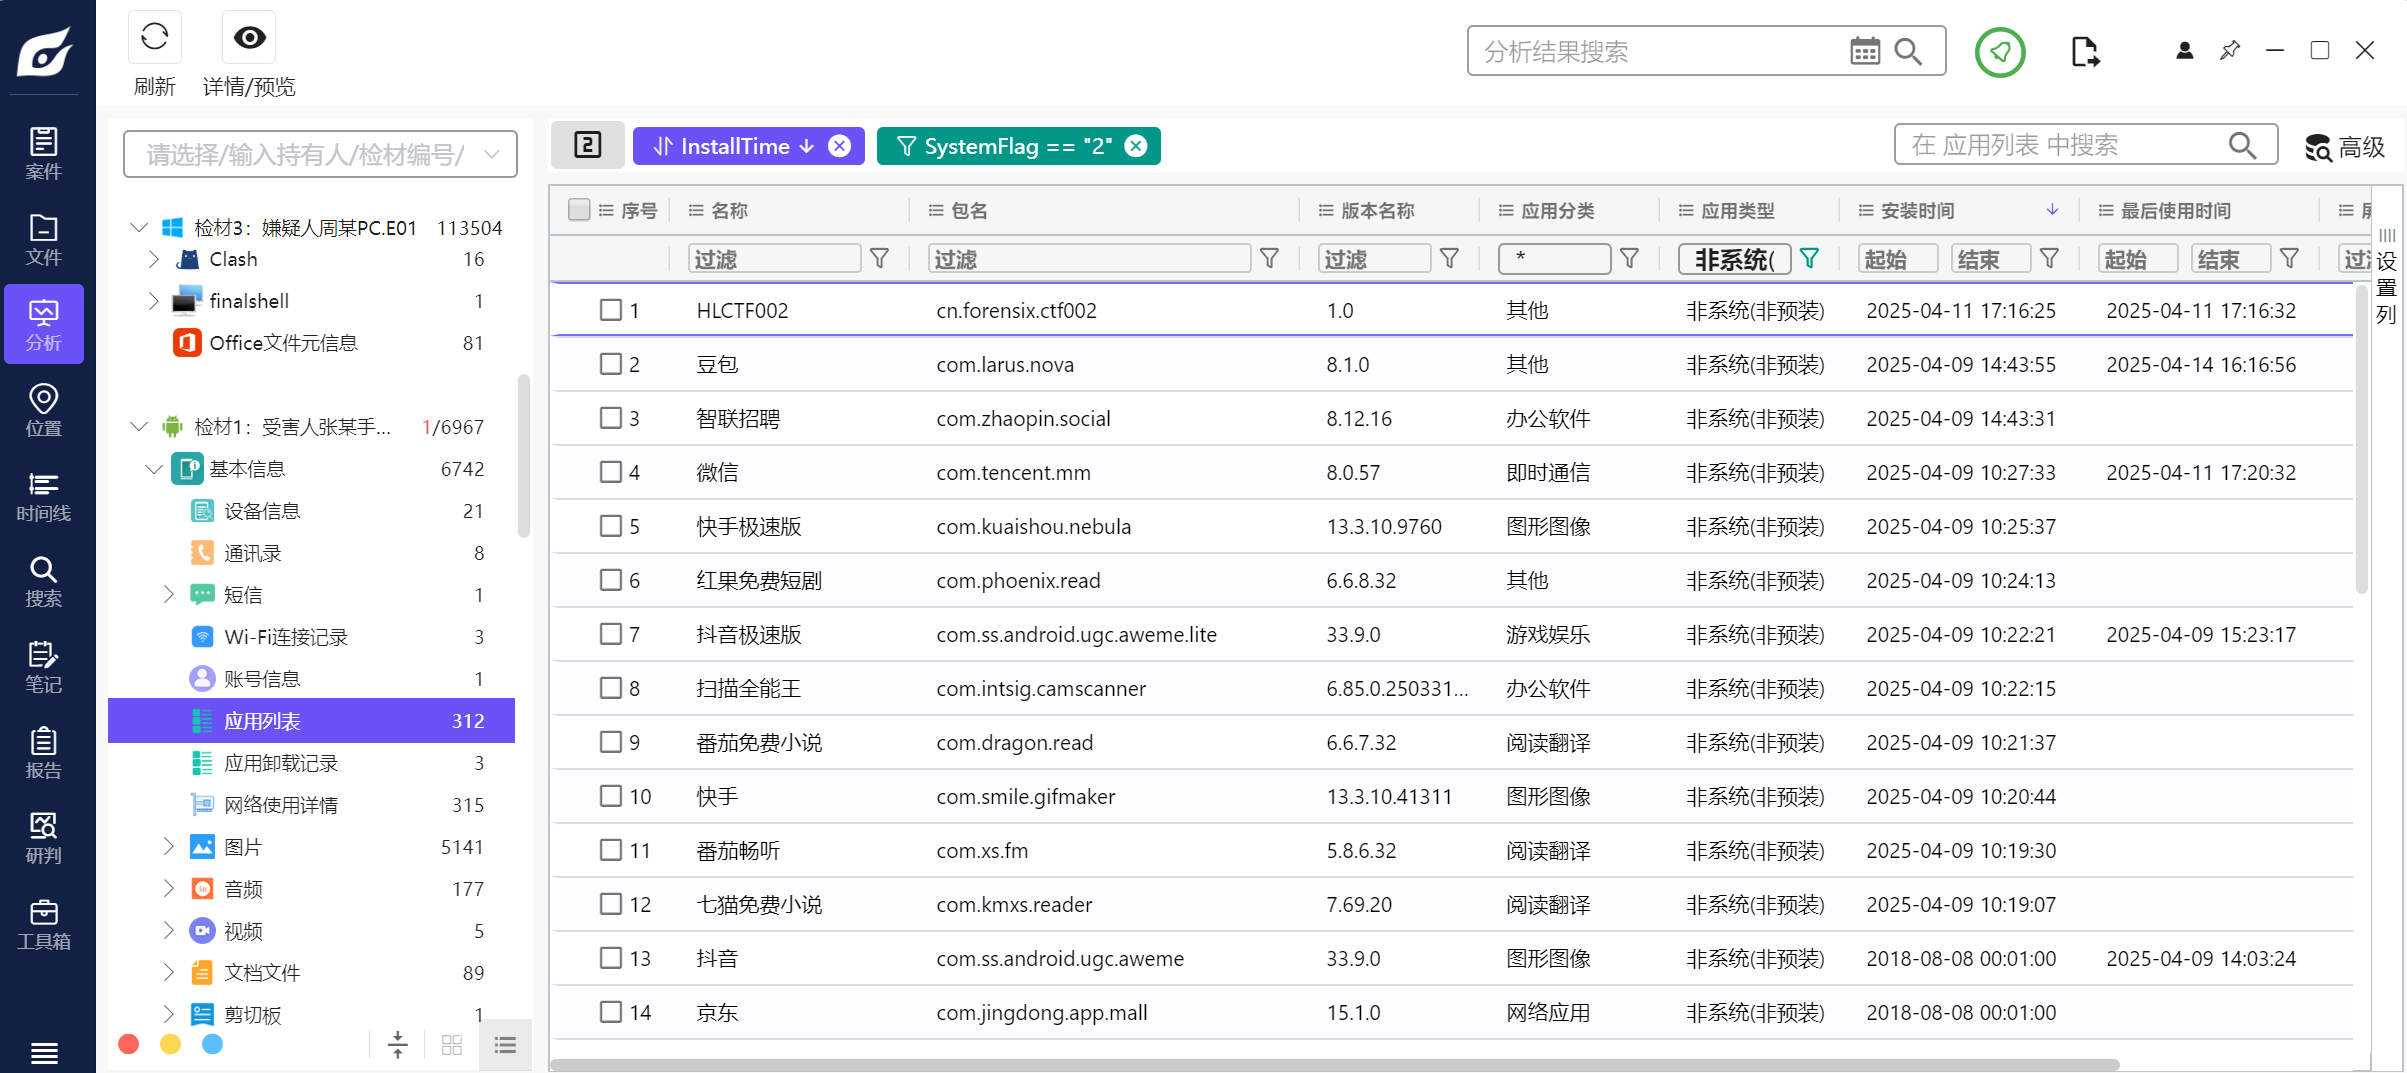 刷新
详情/预览
分析结果搜索
案件
文件
分析
位置
时间线
搜索
笔记
报告
研判
工具箱
请选择/输入持有人/检材编号/
检材3：嫌疑人周某PC.E01 113504
Clash 16
finalshell 1
Office文件元信息 81
检材1：受害人张某手... 1/6967
基本信息 6742
设备信息 21
通讯录 8
短信 1
Wi-Fi连接记录 3
账号信息 1
应用列表 312
应用卸载记录 3
网络使用详情 315
图片 5141
音频 177
视频 5
文档文件 89
剪切板 1
2 InstallTime SystemFlag == "2" 在 应用列表 中搜索 高级
序号 名称 包名 版本名称 应用分类 应用类型 安装时间 最后使用时间
过滤 过滤 过滤 * 非系统( 起始 结束 起始 结束
设置列
1 HLCTF002 cn.forensix.ctf002 1.0 其他 非系统(非预装) 2025-04-11 17:16:25 2025-04-11 17:16:32
2 豆包 com.larus.nova 8.1.0 其他 非系统(非预装) 2025-04-09 14:43:55 2025-04-14 16:16:56
3 智联招聘 com.zhaopin.social 8.12.16 办公软件 非系统(非预装) 2025-04-09 14:43:31
4 微信 com.tencent.mm 8.0.57 即时通信 非系统(非预装) 2025-04-09 10:27:33 2025-04-11 17:20:32
5 快手极速版 com.kuaishou.nebula 13.3.10.9760 图形图像 非系统(非预装) 2025-04-09 10:25:37
6 红果免费短剧 com.phoenix.read 6.6.8.32 其他 非系统(非预装) 2025-04-09 10:24:13
7 抖音极速版 com.ss.android.ugc.aweme.lite 33.9.0 游戏娱乐 非系统(非预装) 2025-04-09 10:22:21 2025-04-09 15:23:17
8 扫描全能王 com.intsig.camscanner 6.85.0.250331... 办公软件 非系统(非预装) 2025-04-09 10:22:15
9 番茄免费小说 com.dragon.read 6.6.7.32 阅读翻译 非系统(非预装) 2025-04-09 10:21:37
10 快手 com.smile.gifmaker 13.3.10.41311 图形图像 非系统(非预装) 2025-04-09 10:20:44
11 番茄畅听 com.xs.fm 5.8.6.32 阅读翻译 非系统(非预装) 2025-04-09 10:19:30
12 七猫免费小说 com.kmxs.reader 7.69.20 阅读翻译 非系统(非预装) 2025-04-09 10:19:07
13 抖音 com.ss.android.ugc.aweme 33.9.0 图形图像 非系统(非预装) 2018-08-08 00:01:00 2025-04-09 14:03:24
14 京东 com.jingdong.app.mall 15.1.0 网络应用 非系统(非预装) 2018-08-08 00:01:00